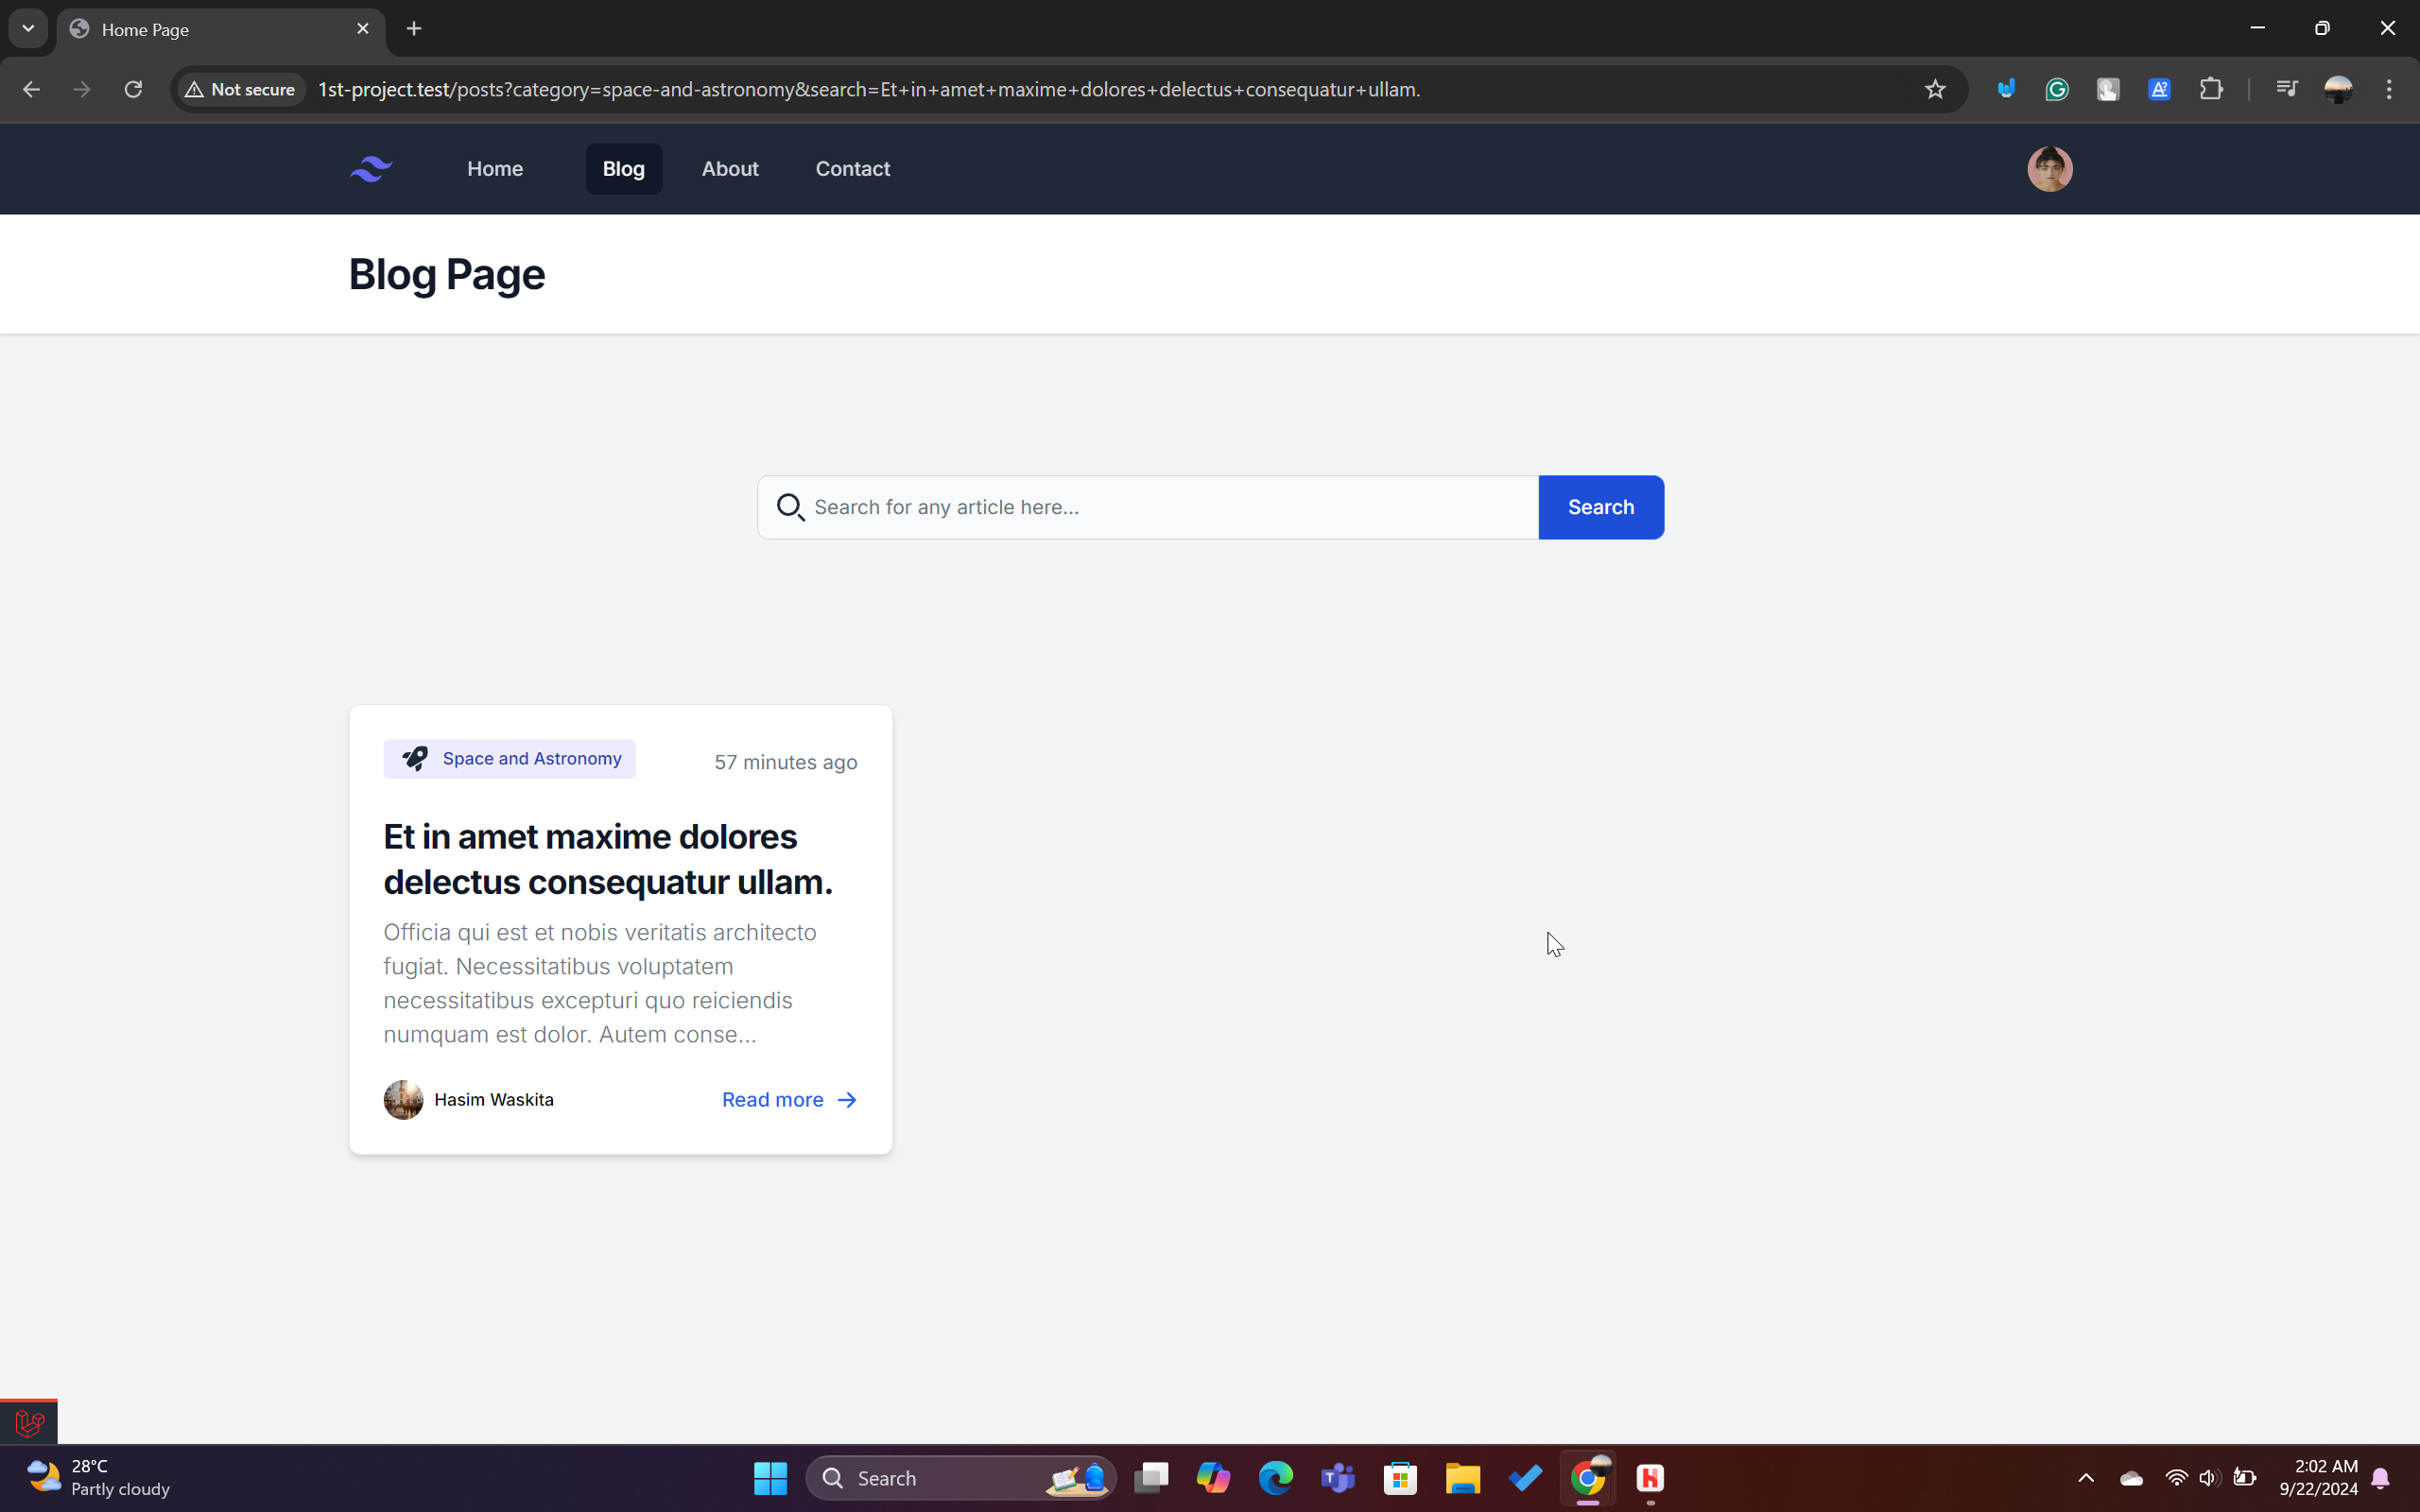 Home Page
Not secure
1st-project.test/posts?category=space-and-astronomy&search=Et+in+amet+maxime+dolores+delectus+consequatur+ullam.
Home Blog About Contact
Blog Page
Search for any article here...
Search
Space and Astronomy
57 minutes ago
Et in amet maxime dolores
delectus consequatur ullam.
Officia qui est et nobis veritatis architecto
fugiat. Necessitatibus voluptatem
necessitatibus excepturi quo reiciendis
numquam est dolor. Autem conse...
Hasim Waskita
Read more
28°C
Partly cloudy
Search
2:02 AM
9/22/2024